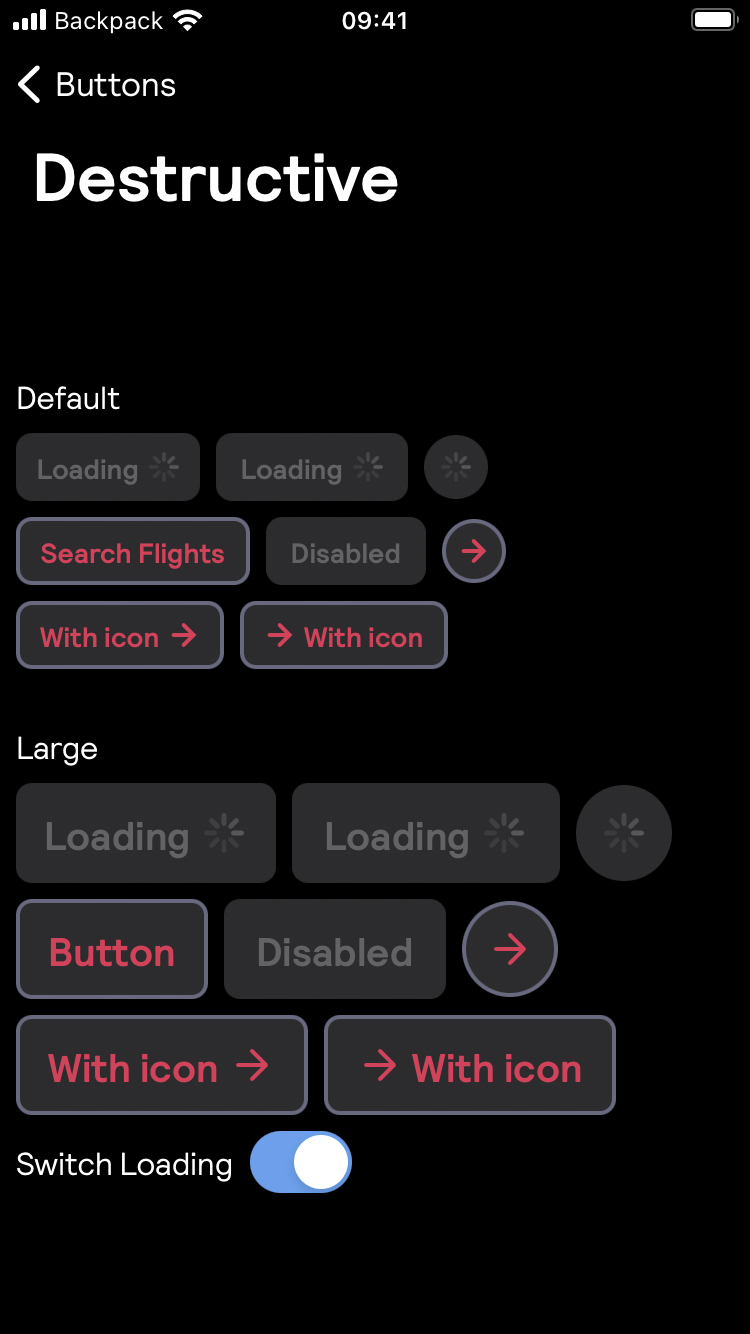 Backpack 09:41
Buttons
Destructive
Default
Loading Loading
Search Flights Disabled
With icon With icon
Large
Loading Loading
Button Disabled
With icon With icon
Switch Loading